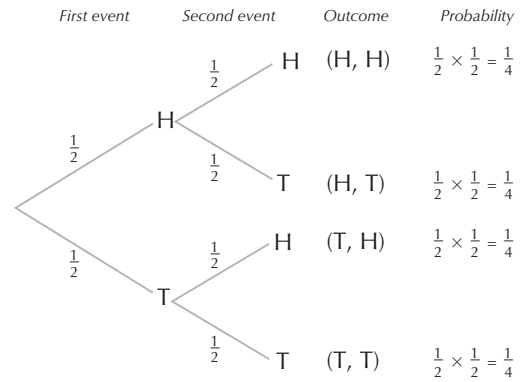 First event Second event Outcome Probability
1/2 H (H, H) 1/2 × 1/2 = 1/4
H
1/2
1/2 T (H, T) 1/2 × 1/2 = 1/4
1/2 H (T, H) 1/2 × 1/2 = 1/4
1/2
T
1/2 T (T, T) 1/2 × 1/2 = 1/4